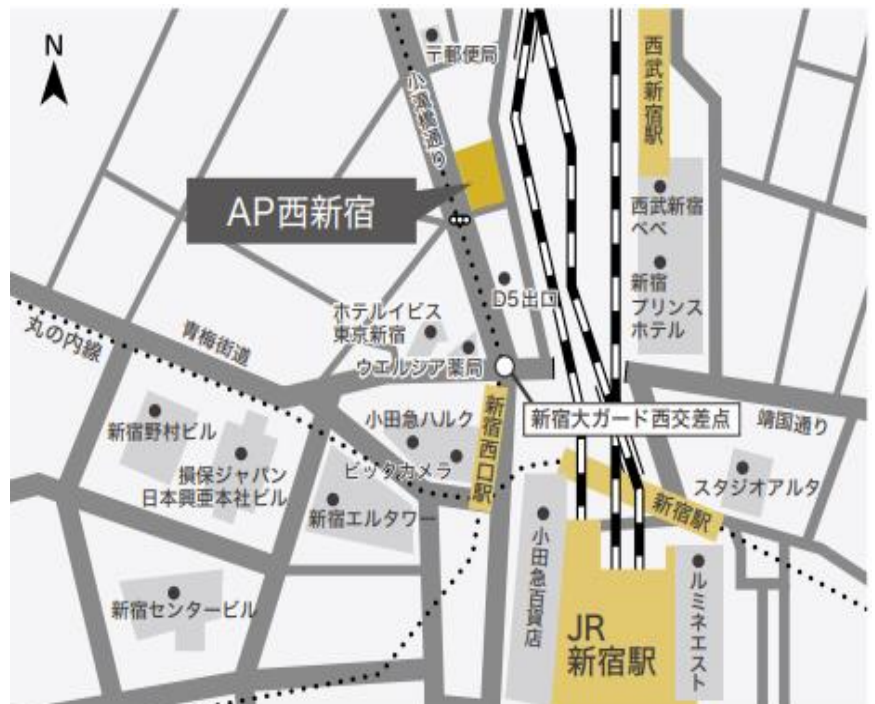 N
〒郵便局
小滝橋通り
西武新宿駅
AP西新宿
西武新宿
ペペ
新宿
プリンス
ホテル
D5出口
ホテルイビス
東京新宿
ウエルシア薬局
丸の内線
青梅街道
新宿大ガード西交差点
靖国通り
新宿西口駅
小田急ハルク
ビックカメラ
新宿野村ビル
損保ジャパン
日本興亜本社ビル
新宿エルタワー
スタジオアルタ
新宿駅
新宿センタービル
小田急百貨店
JR
新宿駅
ルミネエスト